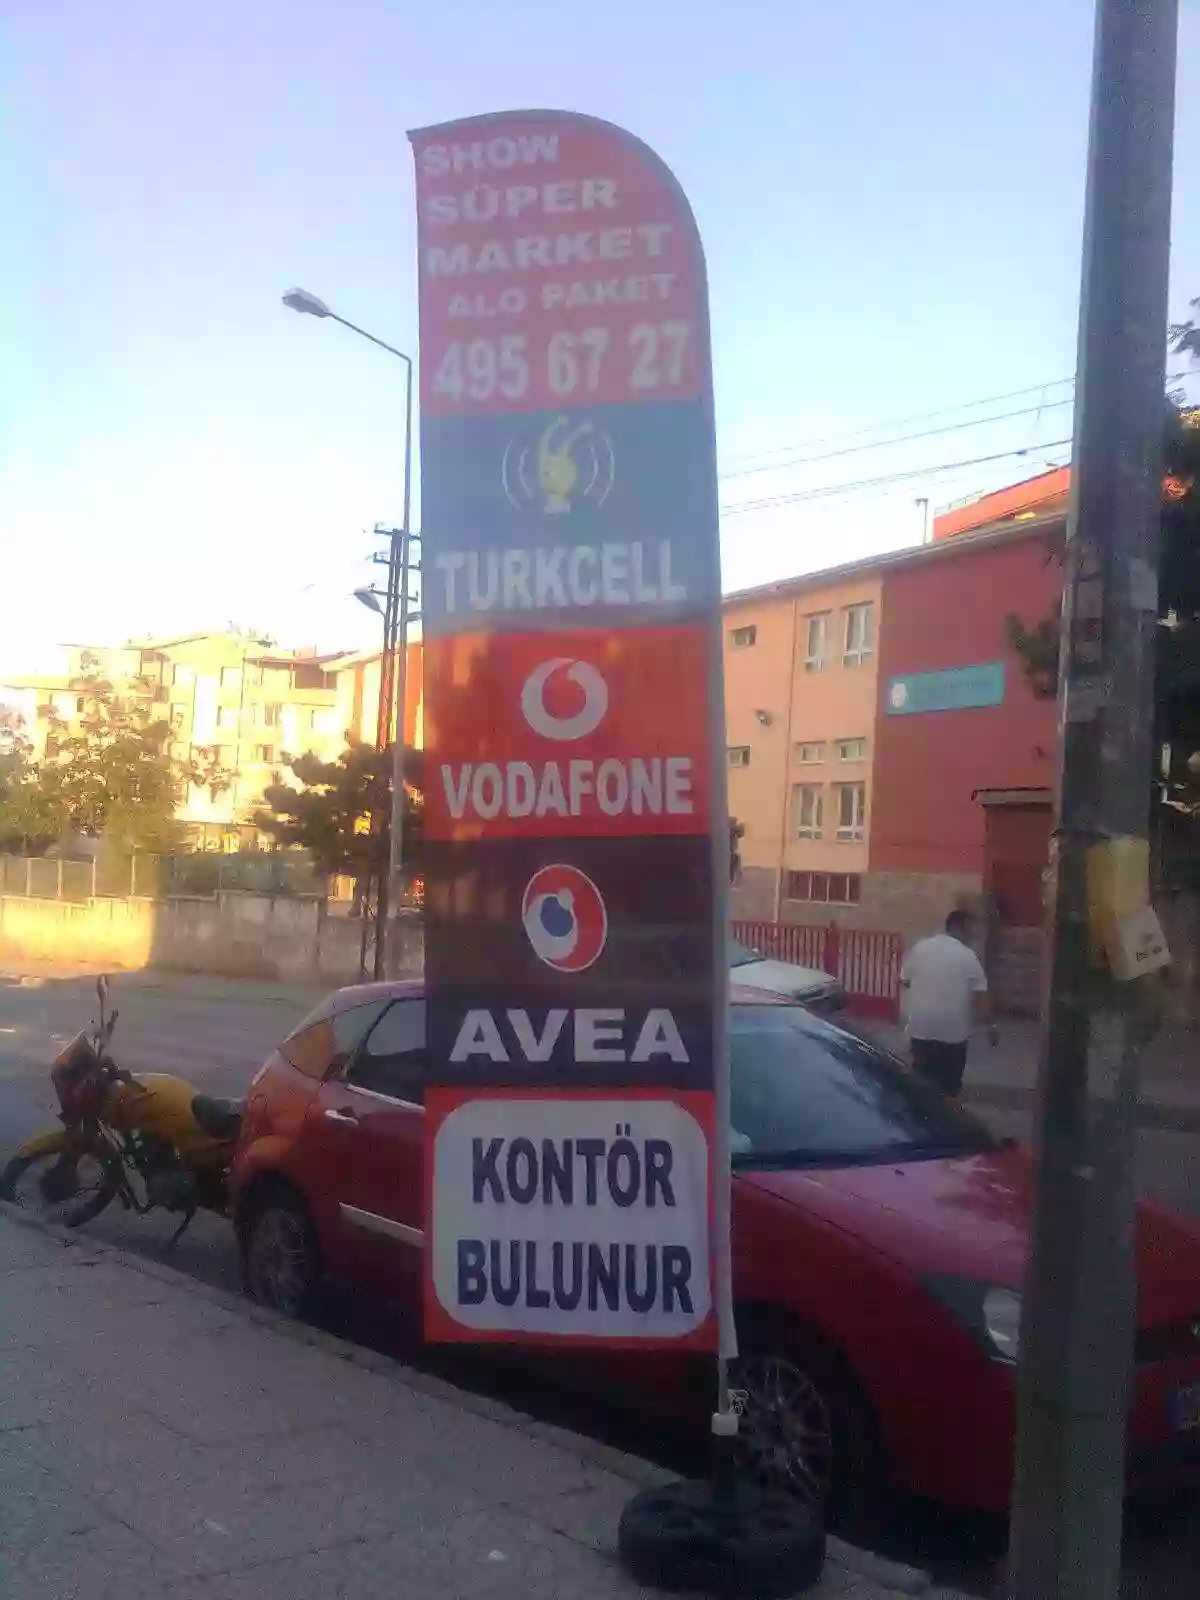 SHOW
SÜPER
MARKET
ALO PAKET
495 67 27
TURKCELL
VODAFONE
AVEA
KONTÖR
BULUNUR